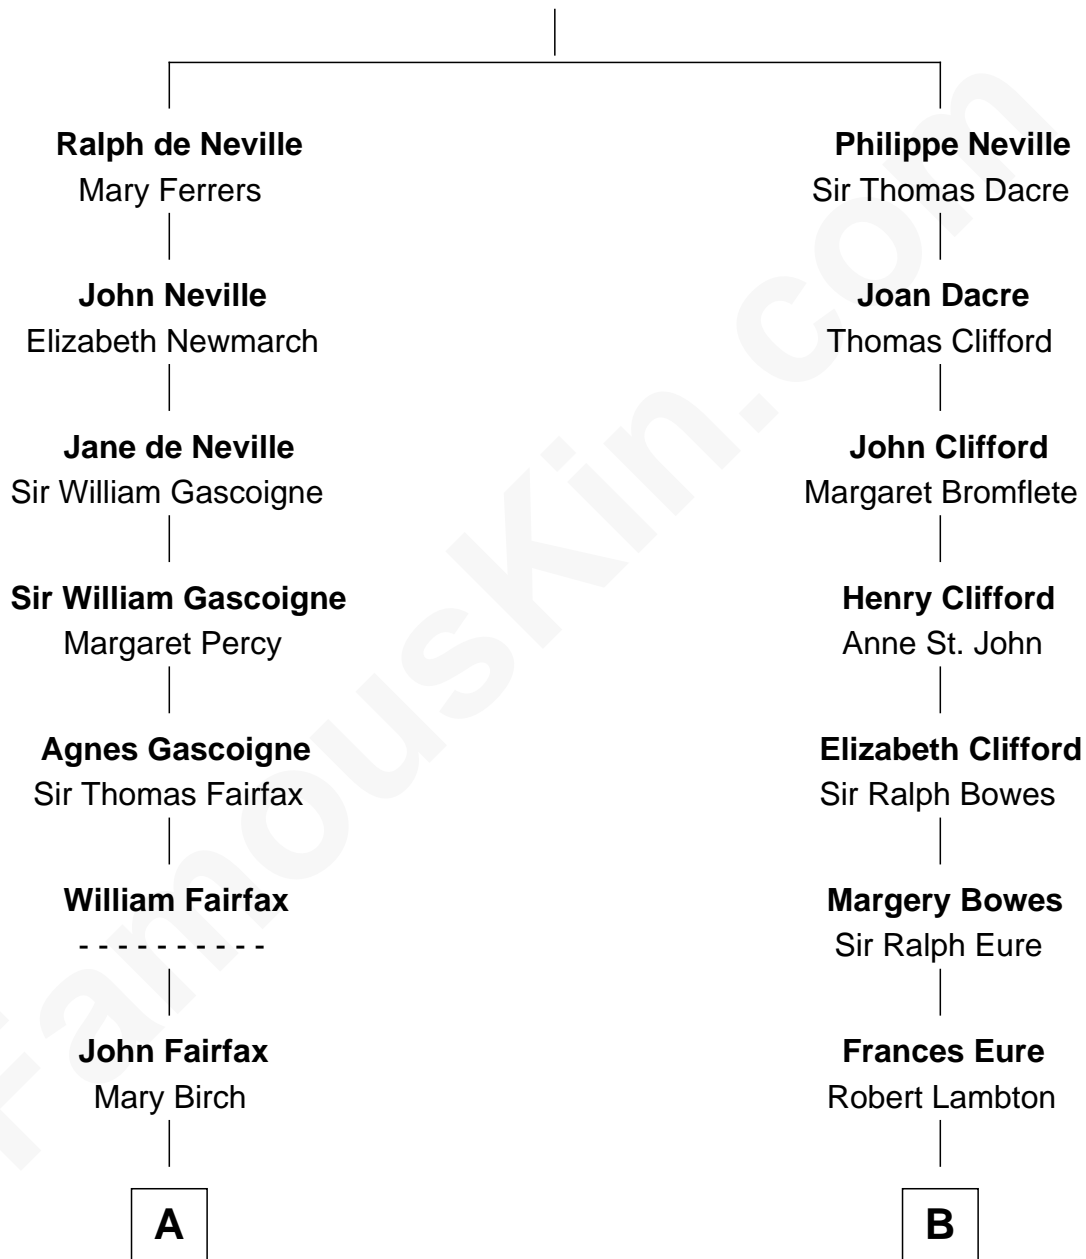 Ralph de Neville
Mary Ferrers
John Neville
Elizabeth Newmarch
Jane de Neville
Sir William Gascoigne
Sir William Gascoigne
Margaret Percy
Agnes Gascoigne
Sir Thomas Fairfax
William Fairfax
- - - - - - - - - -
John Fairfax
Mary Birch
A
Philippe Neville
Sir Thomas Dacre
Joan Dacre
Thomas Clifford
John Clifford
Margaret Bromflete
Henry Clifford
Anne St. John
Elizabeth Clifford
Sir Ralph Bowes
Margery Bowes
Sir Ralph Eure
Frances Eure
Robert Lambton
B
FamousKin.com